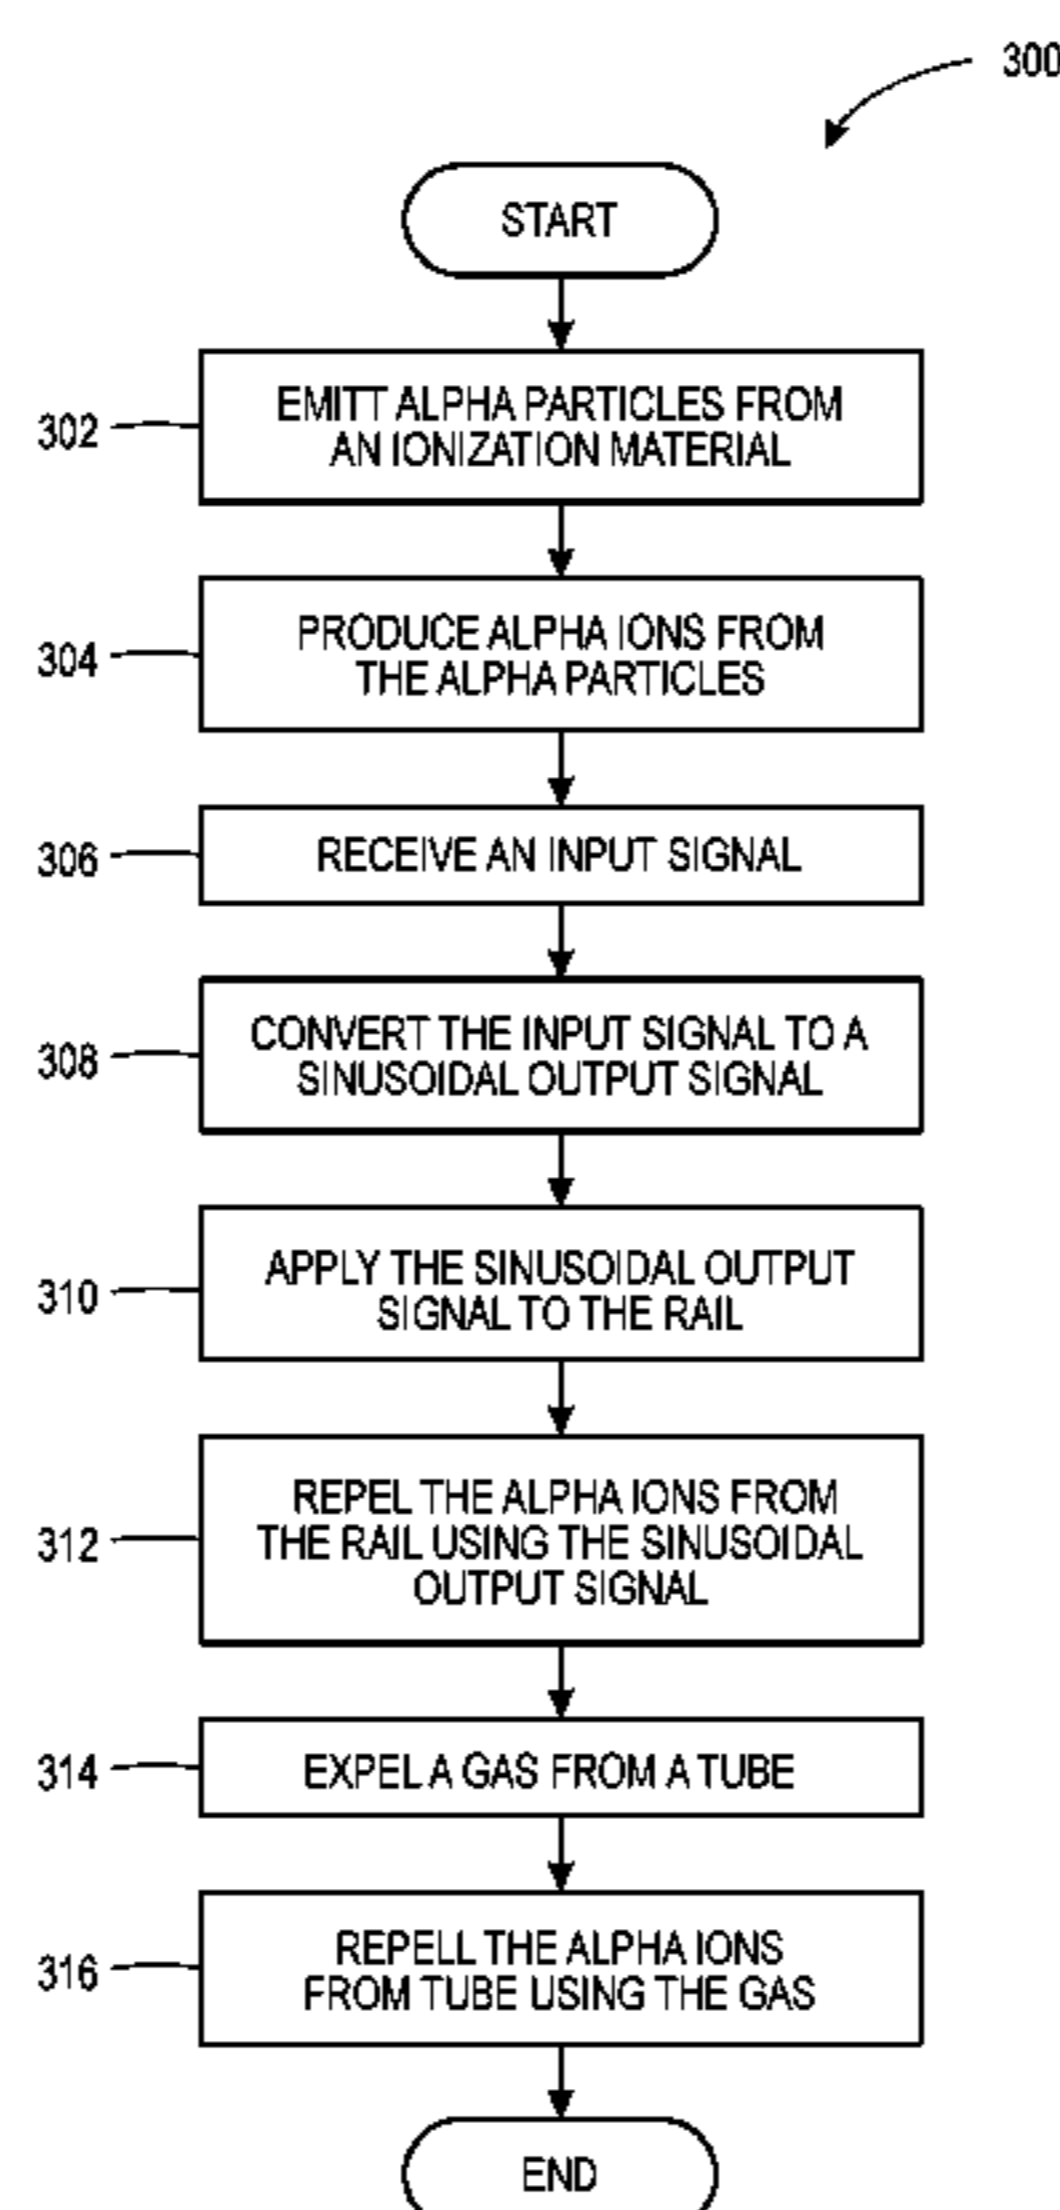 300
START
302
EMITT ALPHA PARTICLES FROM
AN IONIZATION MATERIAL
304
PRODUCE ALPHA IONS FROM
THE ALPHA PARTICLES
306
RECEIVE AN INPUT SIGNAL
308
CONVERT THE INPUT SIGNAL TO A
SINUSOIDAL OUTPUT SIGNAL
310
APPLY THE SINUSOIDAL OUTPUT
SIGNAL TO THE RAIL
312
REPEL THE ALPHA IONS FROM
THE RAIL USING THE SINUSOIDAL
OUTPUT SIGNAL
314
EXPEL A GAS FROM A TUBE
316
REPELL THE ALPHA IONS
FROM TUBE USING THE GAS
END